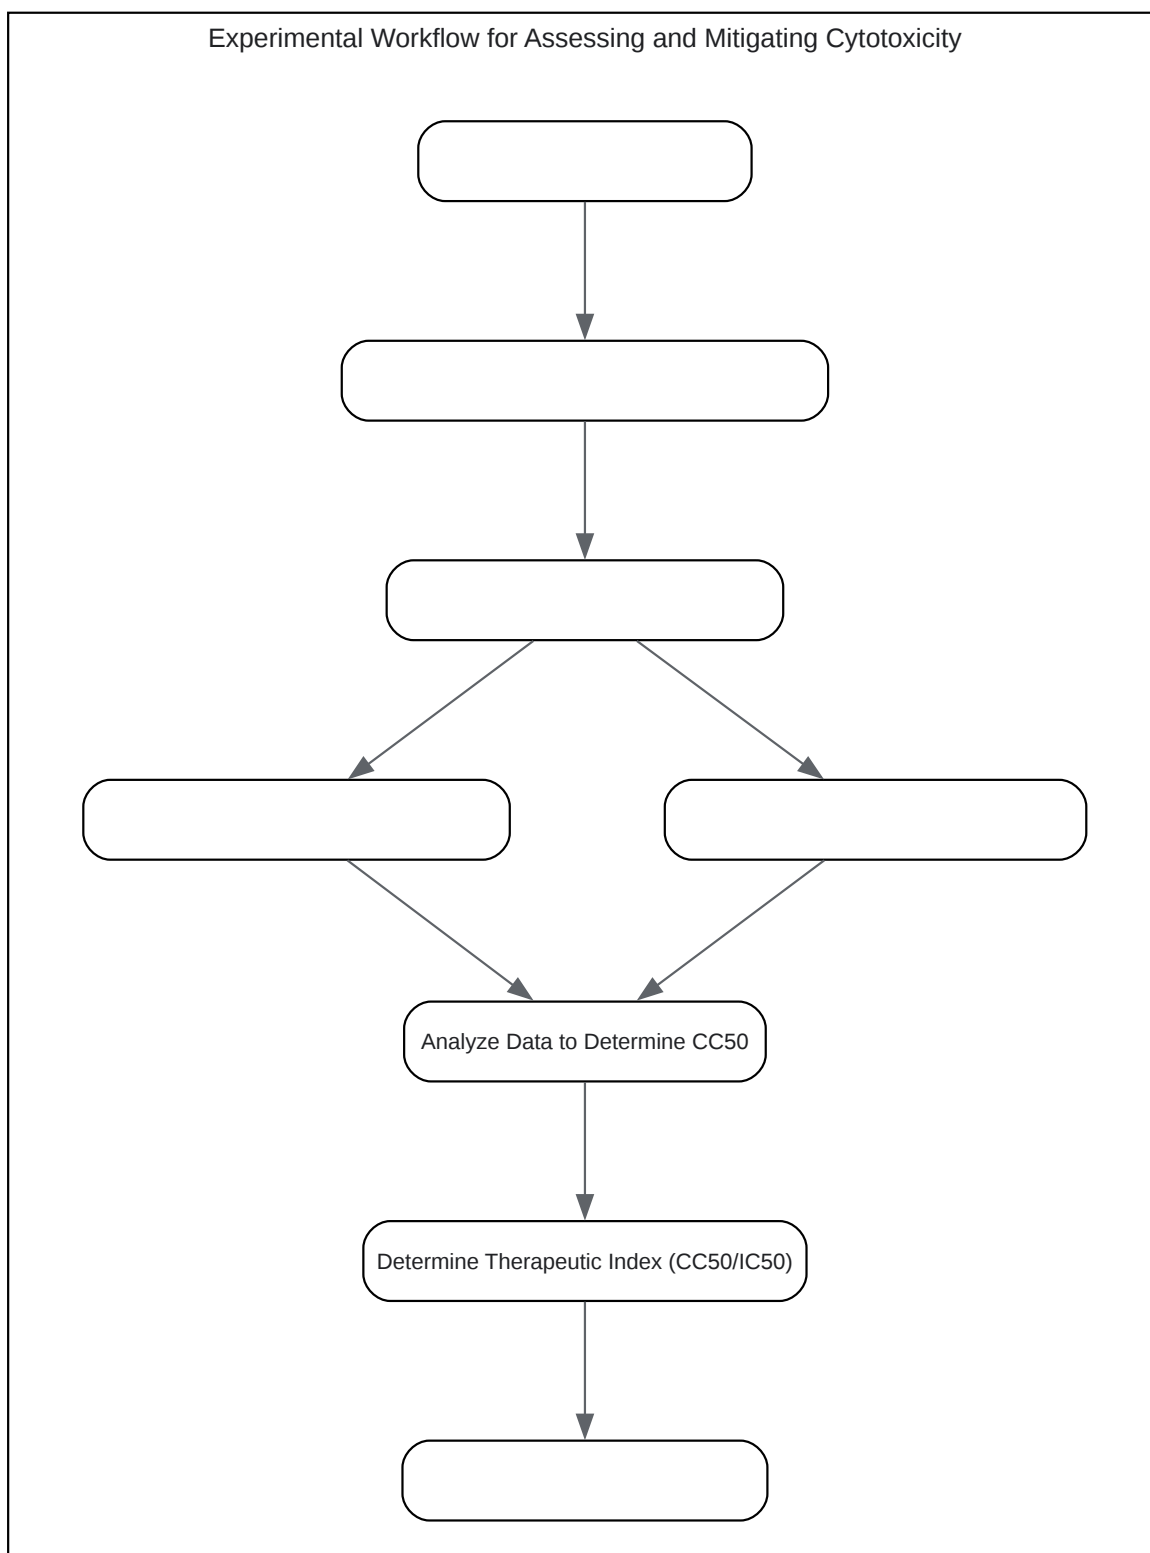 Experimental Workflow for Assessing and Mitigating Cytotoxicity
Analyze Data to Determine CC50
Determine Therapeutic Index (CC50/IC50)